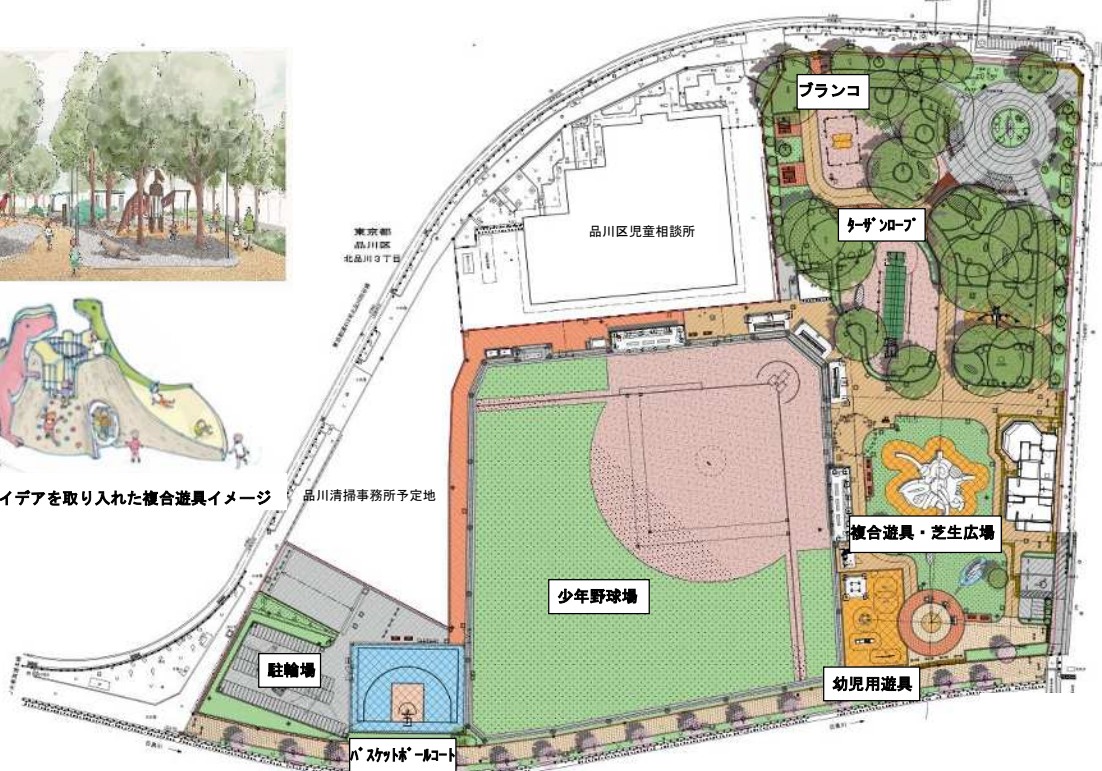 ブランコ
ターザンロープ
品川区児童相談所
東京都
品川区
北品川3丁目
イデアを取り入れた複合遊具イメージ
品川清掃事務所予定地
複合遊具・芝生広場
少年野球場
駐輪場
幼児用遊具
バスケットボールコート